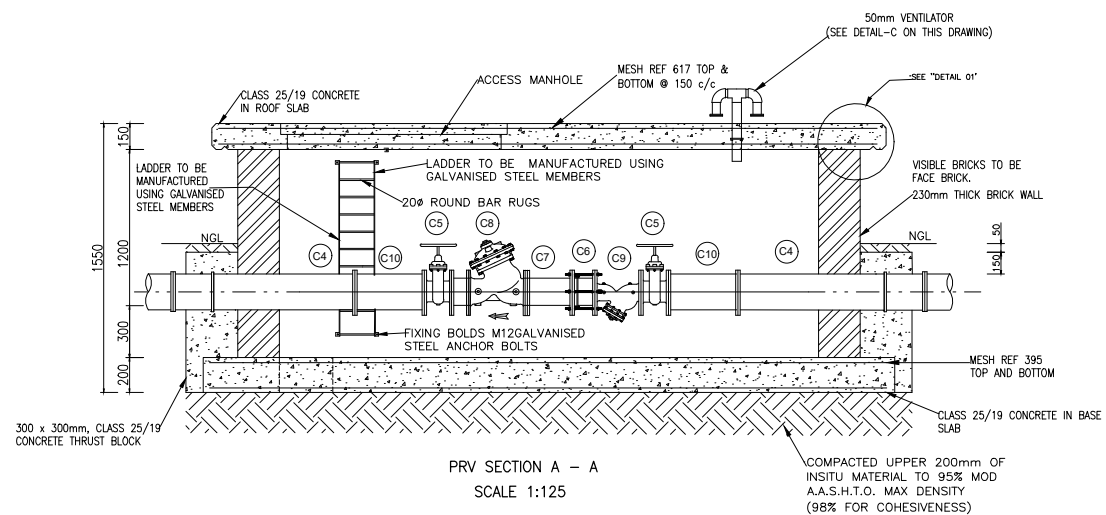 50mm VENTILATOR
(SEE DETAIL-C ON THIS DRAWING)
MESH REF 617 TOP &
BOTTOM @ 150 c/c
SEE "DETAIL 01'
ACCESS MANHOLE
CLASS 25/19 CONCRETE
IN ROOF SLAB
150
LADDER TO BE
MANUFACTURED
USING GALVANISED
STEEL MEMBERS
LADDER TO BE MANUFACTURED USING
GALVANISED STEEL MEMBERS
VISIBLE BRICKS TO BE
FACE BRICK.
230mm THICK BRICK WALL
20ø ROUND BAR RUGS
C5
C8
C5
NGL
NGL
50
1550
1200
C4
C10
C7
C6
C9
C10
C4
150
300
FIXING BOLDS M12GALVANISED
STEEL ANCHOR BOLTS
200
MESH REF 395
TOP AND BOTTOM
300 x 300mm, CLASS 25/19
CONCRETE THRUST BLOCK
CLASS 25/19 CONCRETE IN BASE
SLAB
PRV SECTION A - A
SCALE 1:125
COMPACTED UPPER 200mm OF
INSITU MATERIAL TO 95% MOD
A.A.S.H.T.O. MAX DENSITY
(98% FOR COHESIVENESS)